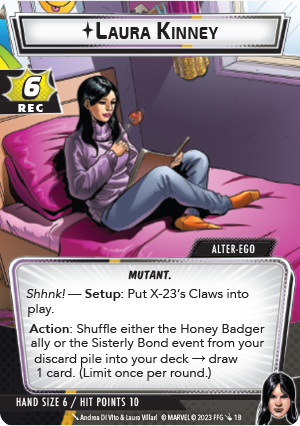 LAURA KINNEY
6
REC
ALTER-EGO
MUTANT.
Shhnk! — Setup: Put X-23's Claws into
play.
Action: Shuffle either the Honey Badger
ally or the Sisterly Bond event from your
discard pile into your deck → draw
1 card. (Limit once per round.)
HAND SIZE 6 / HIT POINTS 10
Andrea Di Vito & Laura Villari © MARVEL © 2023 FFG 1B